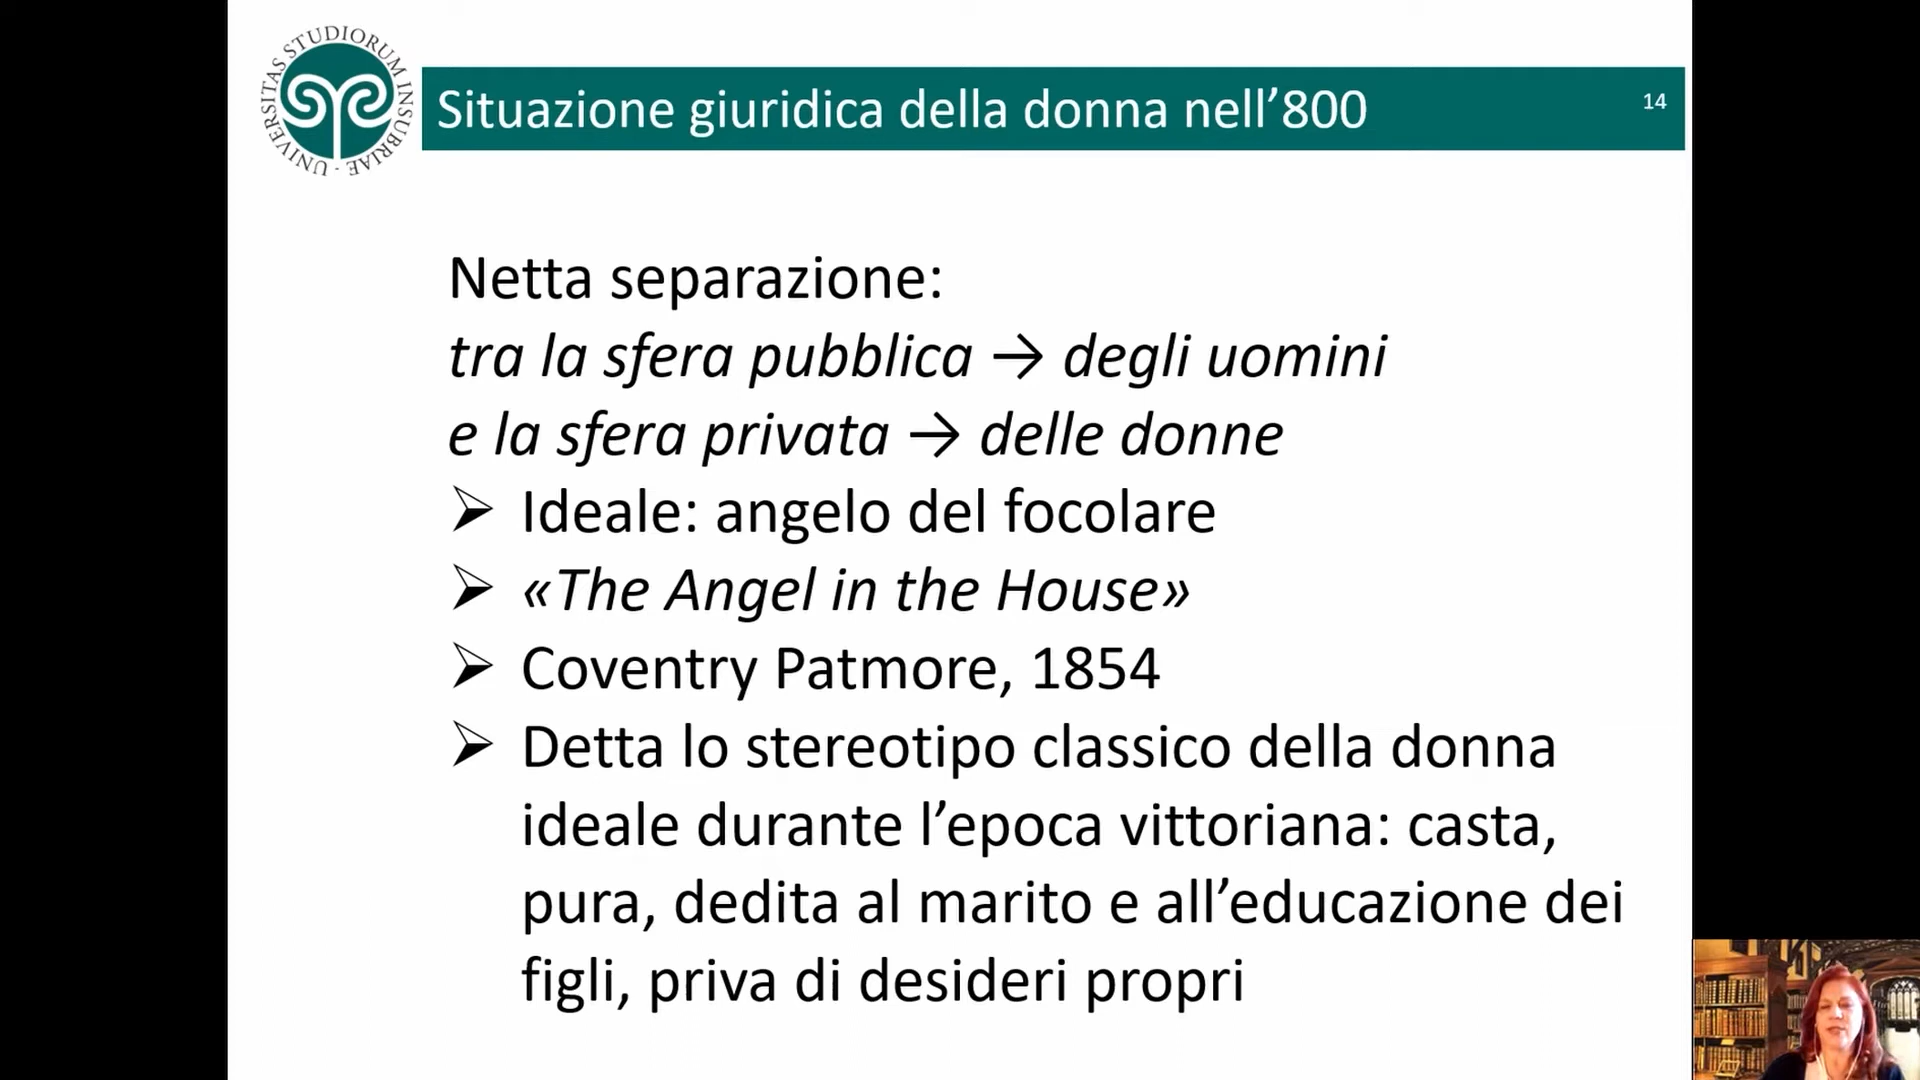 UNIVERSITAS STUDIORUM INSUBRIAE
Situazione giuridica della donna nell’800
14
Netta separazione:
tra la sfera pubblica → degli uomini
e la sfera privata → delle donne
➢ Ideale: angelo del focolare
➢ «The Angel in the House»
➢ Coventry Patmore, 1854
➢ Detta lo stereotipo classico della donna
ideale durante l’epoca vittoriana: casta,
pura, dedita al marito e all’educazione dei
figli, priva di desideri propri